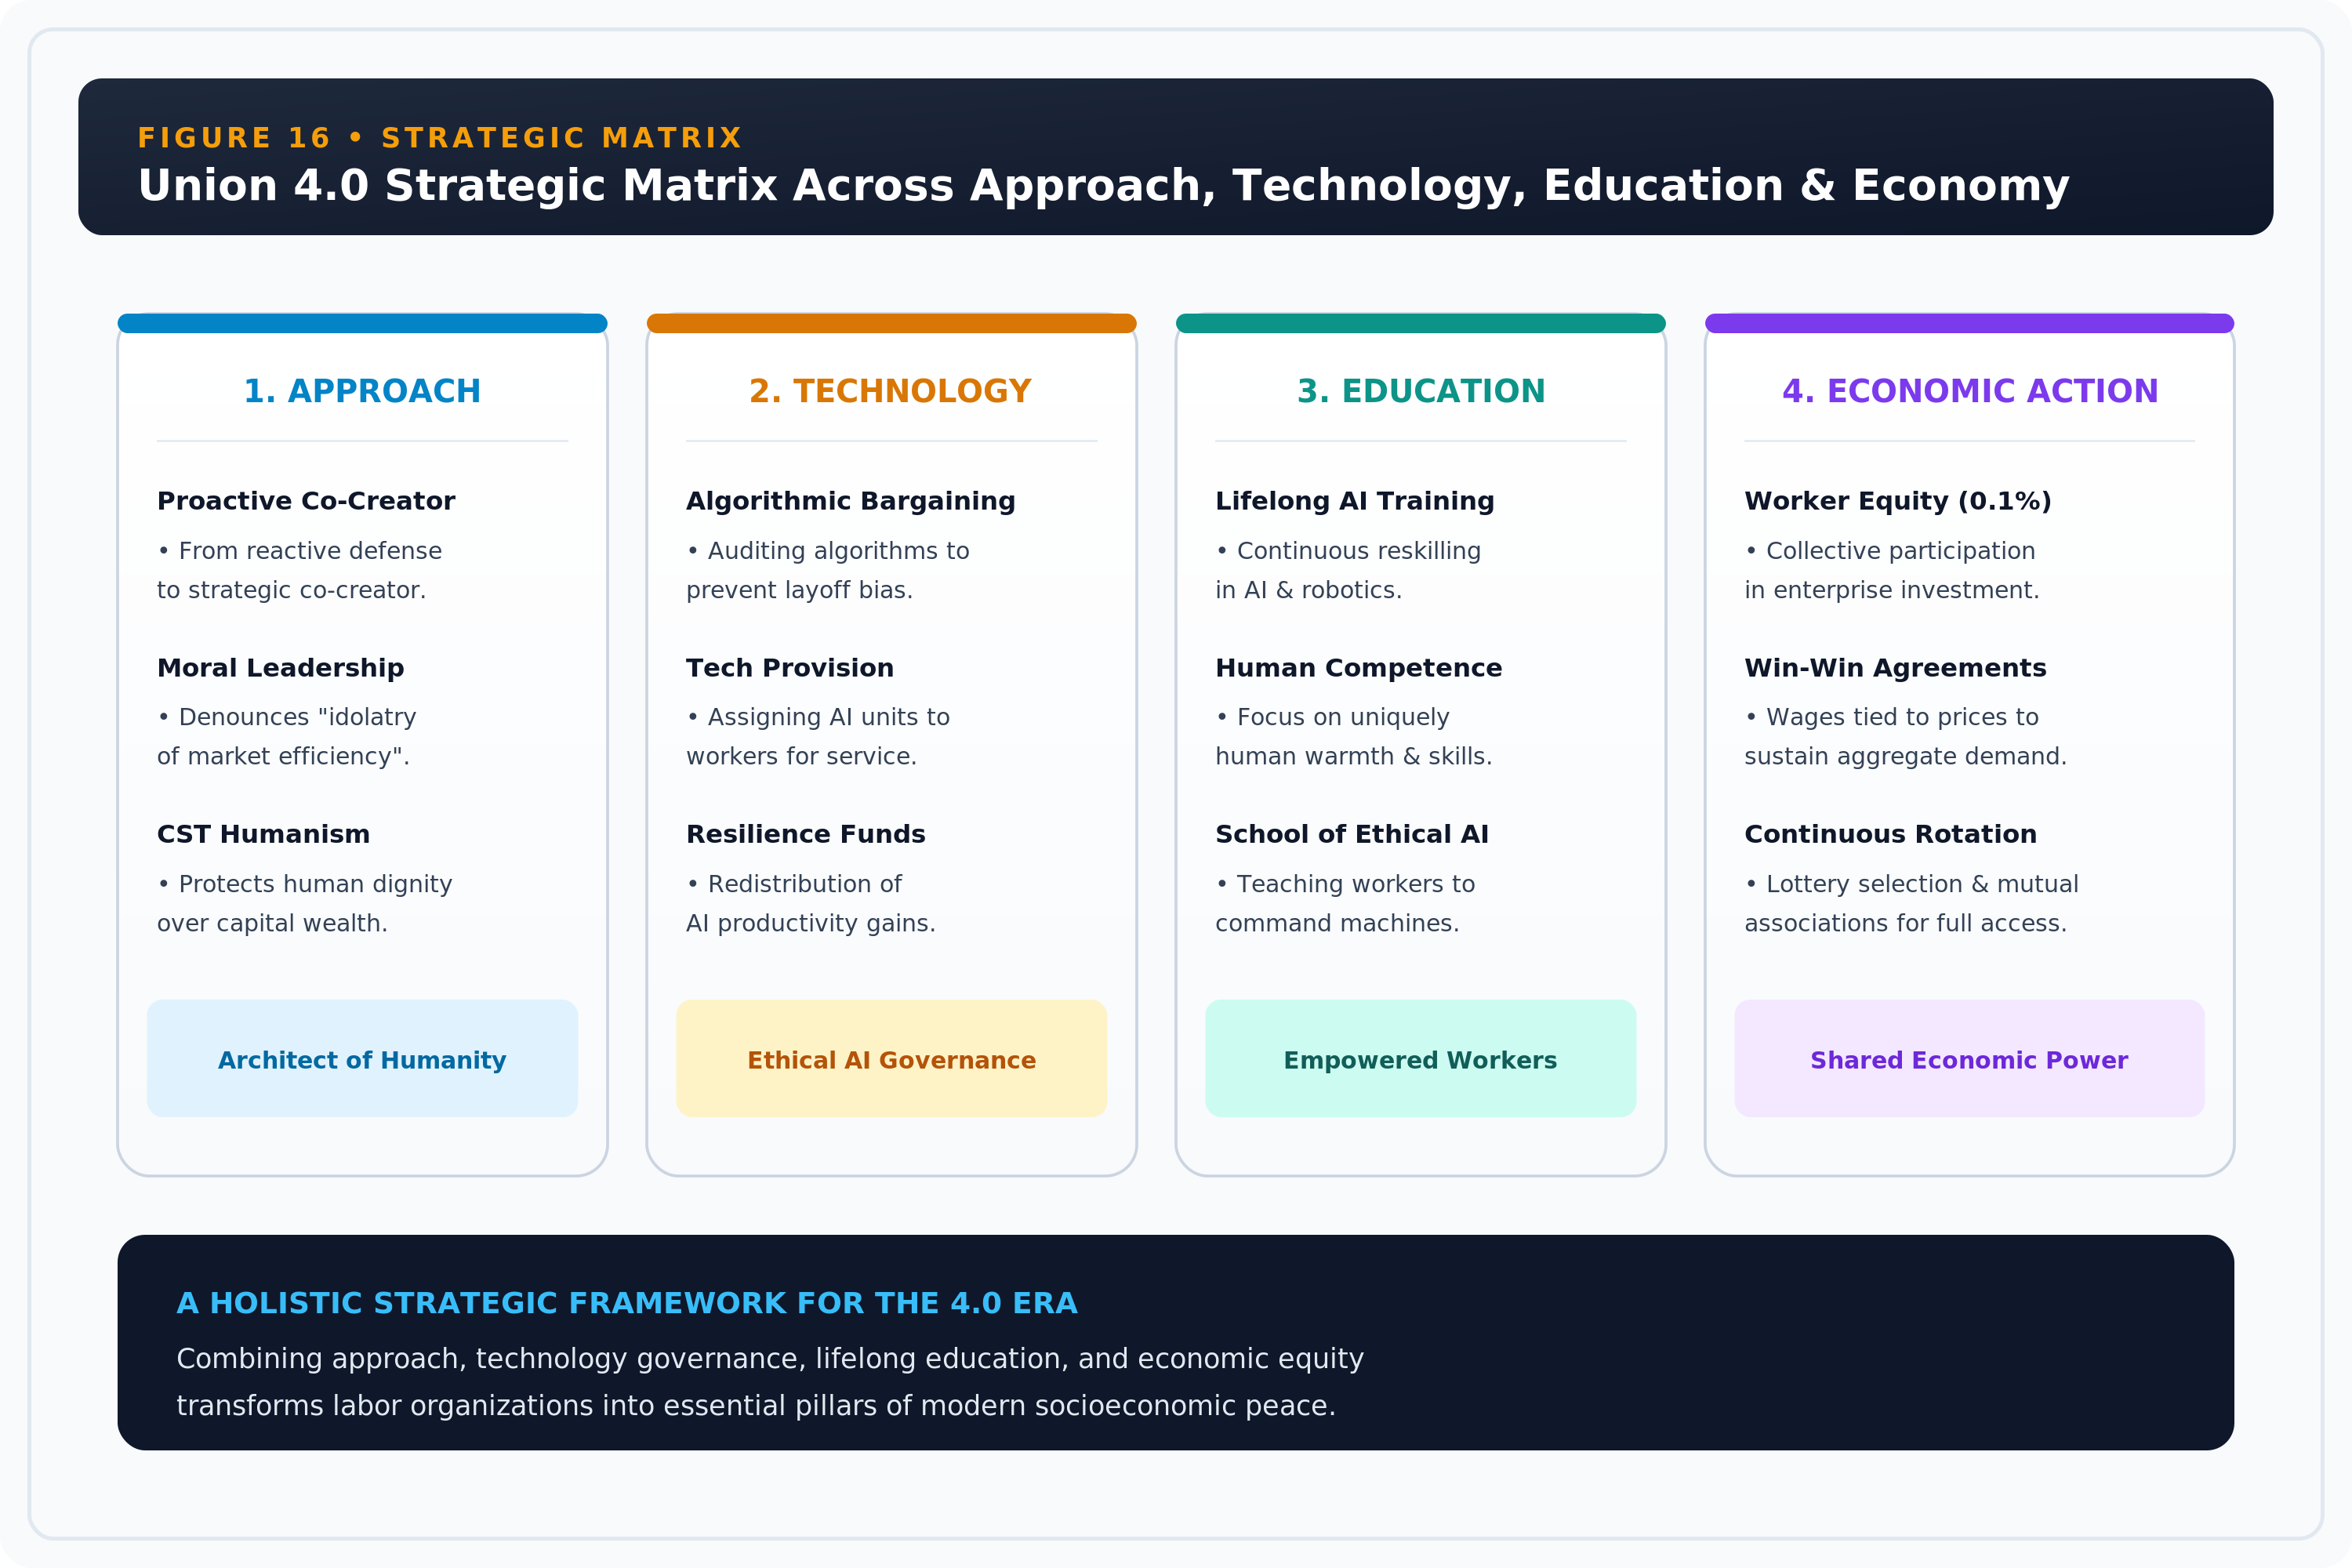 FIGURE 16 • STRATEGIC MATRIX
Union 4.0 Strategic Matrix Across Approach, Technology, Education & Economy
1. APPROACH
Proactive Co-Creator
• From reactive defense
to strategic co-creator.
Moral Leadership
• Denounces "idolatry
of market efficiency".
CST Humanism
• Protects human dignity
over capital wealth.
Architect of Humanity
2. TECHNOLOGY
Algorithmic Bargaining
• Auditing algorithms to
prevent layoff bias.
Tech Provision
• Assigning AI units to
workers for service.
Resilience Funds
• Redistribution of
AI productivity gains.
Ethical AI Governance
3. EDUCATION
Lifelong AI Training
• Continuous reskilling
in AI & robotics.
Human Competence
• Focus on uniquely
human warmth & skills.
School of Ethical AI
• Teaching workers to
command machines.
Empowered Workers
4. ECONOMIC ACTION
Worker Equity (0.1%)
• Collective participation
in enterprise investment.
Win-Win Agreements
• Wages tied to prices to
sustain aggregate demand.
Continuous Rotation
• Lottery selection & mutual
associations for full access.
Shared Economic Power
A HOLISTIC STRATEGIC FRAMEWORK FOR THE 4.0 ERA
Combining approach, technology governance, lifelong education, and economic equity
transforms labor organizations into essential pillars of modern socioeconomic peace.